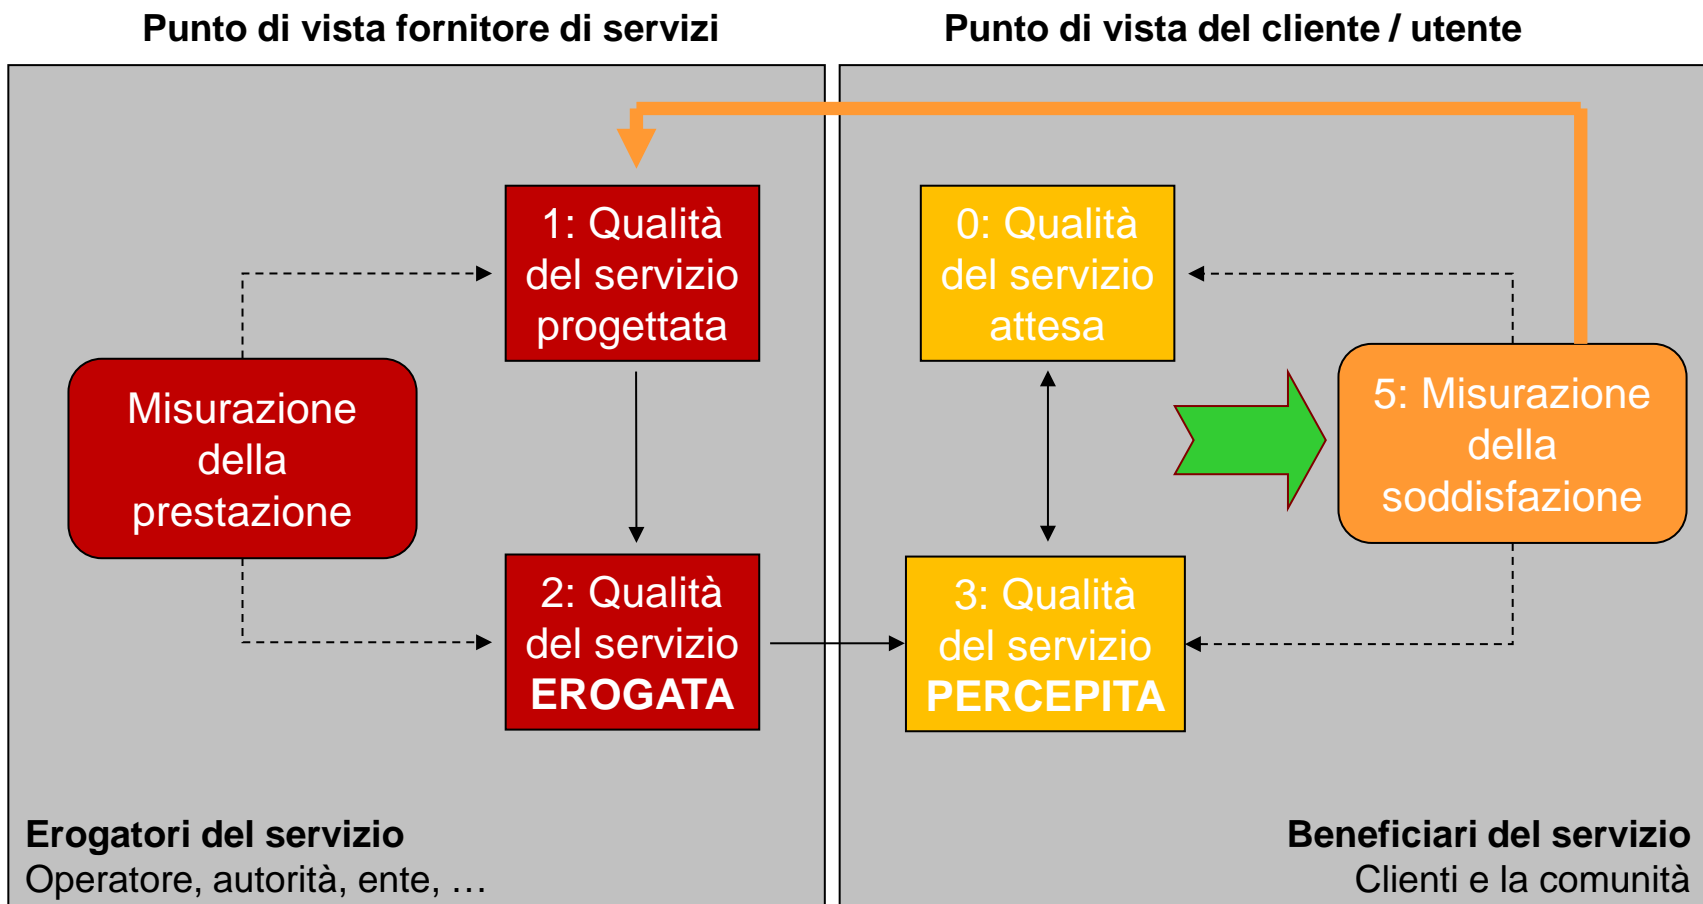 Punto di vista fornitore di servizi
Punto di vista del cliente / utente
1: Qualità
del servizio
progettata
0: Qualità
del servizio
attesa
Misurazione
della
prestazione
5: Misurazione
della
soddisfazione
2: Qualità
del servizio
EROGATA
3: Qualità
del servizio
PERCEPITA
Erogatori del servizio
Operatore, autorità, ente, …
Beneficiari del servizio
Clienti e la comunità